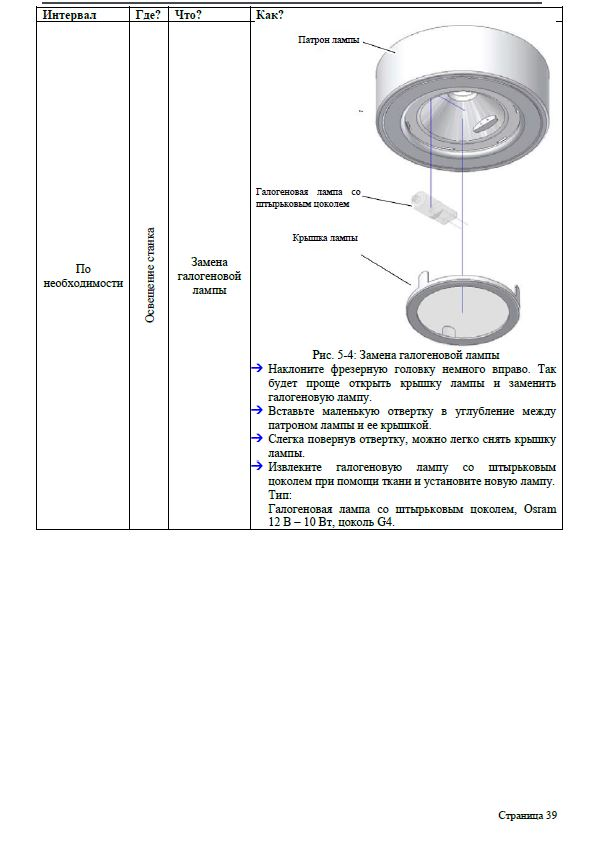 Интервал Где? Что? Как?
Патрон лампы
Галогеновая лампа со
штырьковым цоколем
Крышка лампы
По
необходимости
Освещение станка
Замена
галогеновой
лампы
Рис. 5-4: Замена галогеновой лампы
➔ Наклоните фрезерную головку немного вправо. Так
будет проще открыть крышку лампы и заменить
галогеновую лампу.
➔ Вставьте маленькую отвертку в углубление между
патроном лампы и ее крышкой.
➔ Слегка повернув отвертку, можно легко снять крышку
лампы.
➔ Извлеките галогеновую лампу со штырьковым
цоколем при помощи ткани и установите новую лампу.
Тип:
Галогеновая лампа со штырьковым цоколем, Osram
12 В – 10 Вт, цоколь G4.
Страница 39